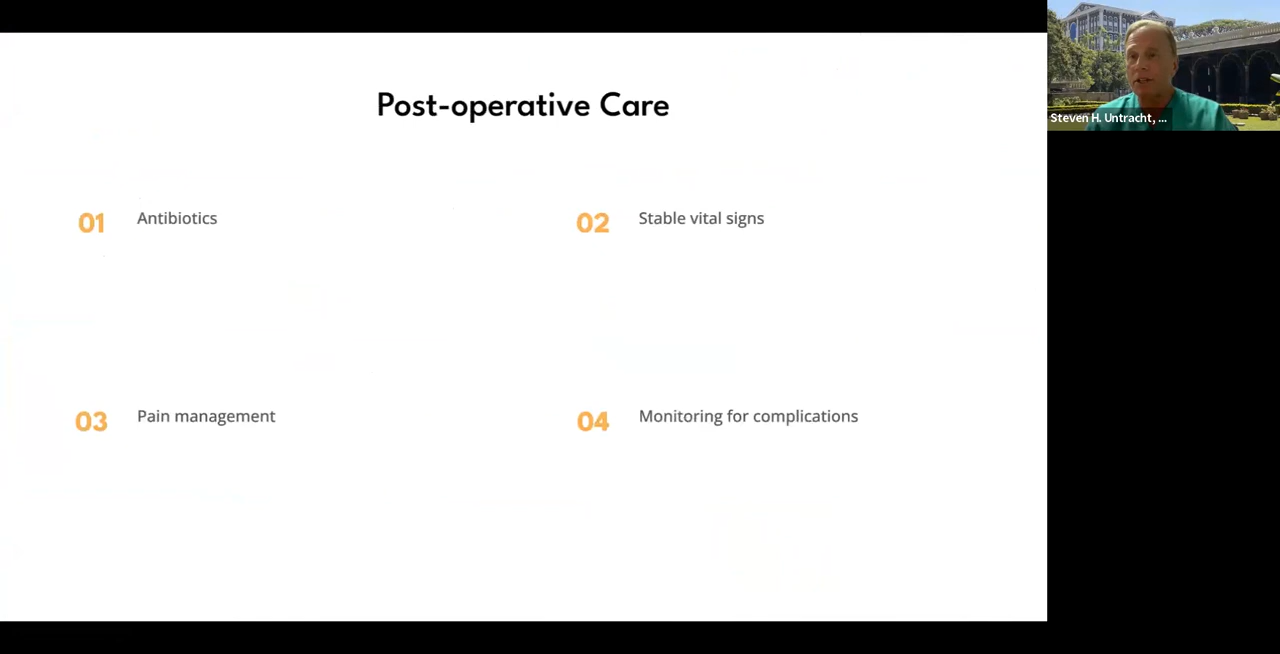 Post-operative Care
01 Antibiotics
02 Stable vital signs
03 Pain management
04 Monitoring for complications
Steven H. Untracht, ...